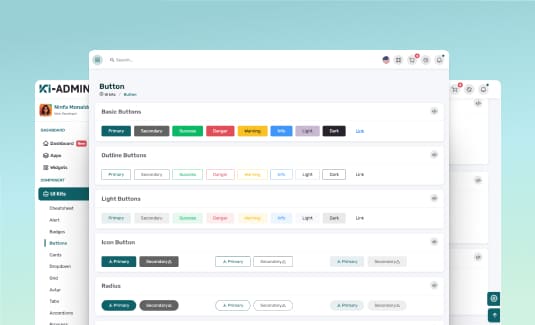 Search...
Ki-ADMIN
Button
UI Kits / Button
Ninfa Monaldo
Web Developer
Basic Buttons
Primary Secondary Success Danger Warning Info Light Dark Link
DASHBOARD
Dashboard New
Apps
Widgets
Outline Buttons
Primary Secondary Success Danger Warning Info Light Dark Link
COMPONENT
UI Kits
Cheatsheet
Alert
Badges
Buttons
Cards
Dropdown
Grid
Avtar
Tabs
Accordions
Light Buttons
Primary Secondary Success Danger Warning Info Light Dark Link
Icon Button
Primary Secondary Primary Secondary Primary Secondary
Radius
Primary Secondary Primary Secondary Primary Secondary